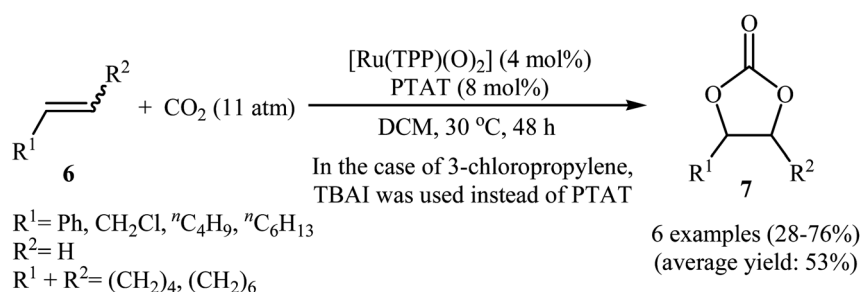 [Ru(TPP)(O)₂] (4 mol%)
PTAT (8 mol%)
R² + CO₂ (11 atm)
R¹
6
DCM, 30 °C, 48 h
In the case of 3-chloropropylene,
TBAI was used instead of PTAT
O
O O
R¹ R²
7
R¹= Ph, CH₂Cl, ⁿC₄H₉, ⁿC₆H₁₃
R²= H
R¹ + R²= (CH₂)₄, (CH₂)₆
6 examples (28-76%)
(average yield: 53%)